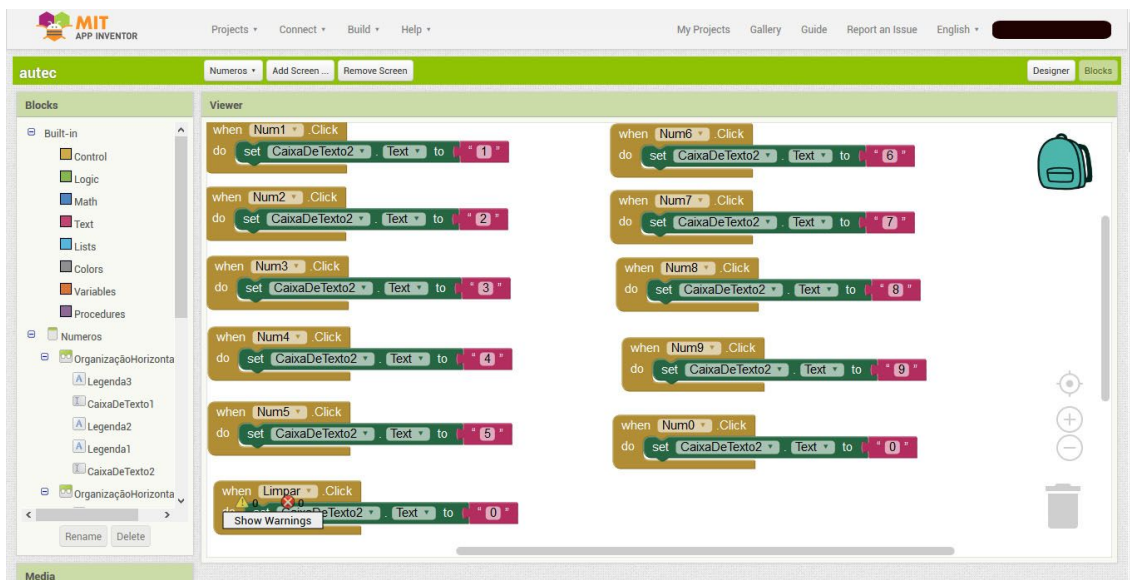 MIT
APP INVENTOR
Projects Connect Build Help My Projects Gallery Guide Report an Issue English
autec Numeros Add Screen ... Remove Screen Designer Blocks
Blocks
Built-in
Control
Logic
Math
Text
Lists
Colors
Variables
Procedures
Numeros
OrganizaçãoHorizonta
Legenda3
CaixaDeTexto1
Legenda2
Legenda1
CaixaDeTexto2
OrganizaçãoHorizonta
Rename Delete
Media
Viewer
when Num1 .Click
do set CaixaDeTexto2 . Text to " 1 "
when Num2 .Click
do set CaixaDeTexto2 . Text to " 2 "
when Num3 .Click
do set CaixaDeTexto2 . Text to " 3 "
when Num4 .Click
do set CaixaDeTexto2 . Text to " 4 "
when Num5 .Click
do set CaixaDeTexto2 . Text to " 5 "
when Limpar .Click
do set CaixaDeTexto2 . Text to " 0 "
0 0
Show Warnings
when Num6 .Click
do set CaixaDeTexto2 . Text to " 6 "
when Num7 .Click
do set CaixaDeTexto2 . Text to " 7 "
when Num8 .Click
do set CaixaDeTexto2 . Text to " 8 "
when Num9 .Click
do set CaixaDeTexto2 . Text to " 9 "
when Num0 .Click
do set CaixaDeTexto2 . Text to " 0 "